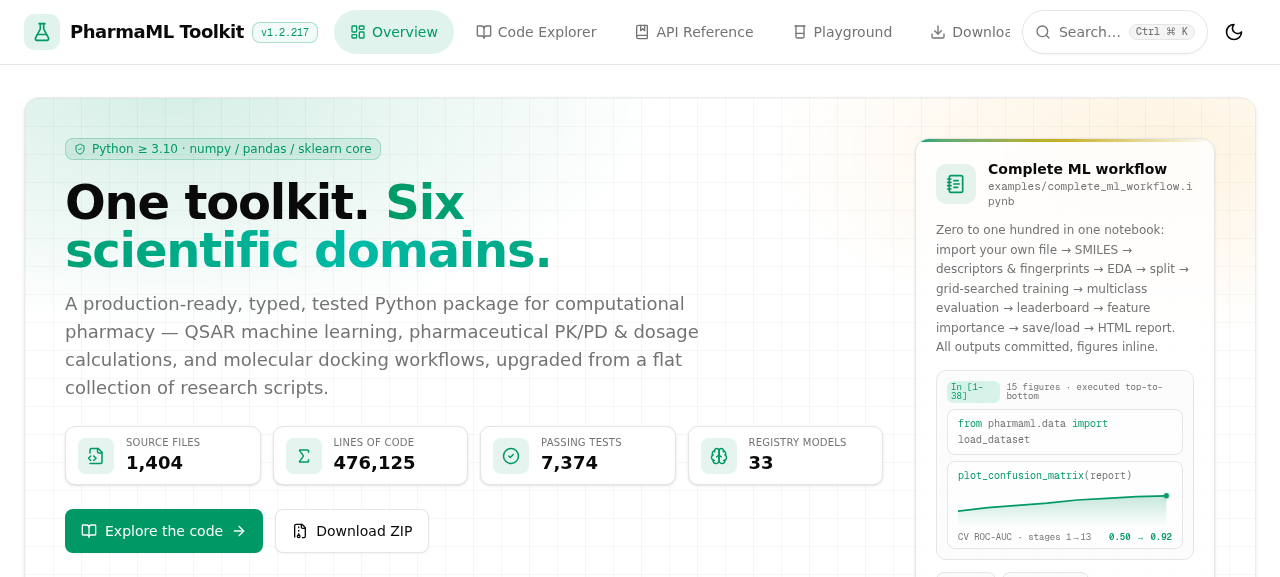 PharmaML Toolkit v1.2.217 Overview Code Explorer API Reference Playground Downloa Search... Ctrl ⌘ K
Python ≥ 3.10 · numpy / pandas / sklearn core
One toolkit. Six
scientific domains.
A production-ready, typed, tested Python package for computational
pharmacy — QSAR machine learning, pharmaceutical PK/PD & dosage
calculations, and molecular docking workflows, upgraded from a flat
collection of research scripts.
SOURCE FILES
1,404
LINES OF CODE
476,125
PASSING TESTS
7,374
REGISTRY MODELS
33
Explore the code →
Download ZIP
Complete ML workflow
examples/complete_ml_workflow.i
pynb
Zero to one hundred in one notebook:
import your own file → SMILES →
descriptors & fingerprints → EDA → split →
grid-searched training → multiclass
evaluation → leaderboard → feature
importance → save/load → HTML report.
All outputs committed, figures inline.
In [1-
38]
15 figures · executed top-to-
bottom
from pharmaml.data import
load_dataset
plot_confusion_matrix(report)
CV ROC-AUC · stages 1→13 0.50 → 0.92